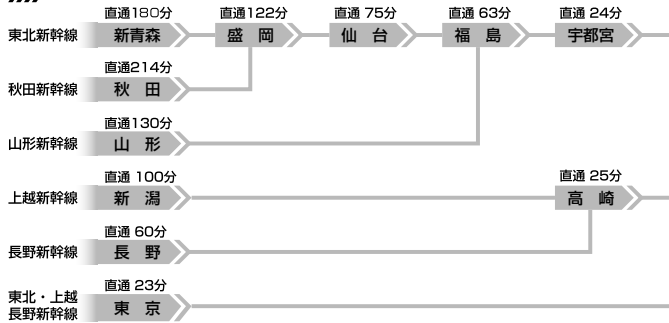 直通180分 直通122分 直通 75分 直通 63分 直通 24分
東北新幹線 新青森 盛 岡 仙 台 福 島 宇都宮
直通214分
秋田新幹線 秋 田
直通130分
山形新幹線 山 形
直通 100分 直通 25分
上越新幹線 新 潟 高 崎
直通 60分
長野新幹線 長 野
直通 23分
東北・上越
長野新幹線 東 京